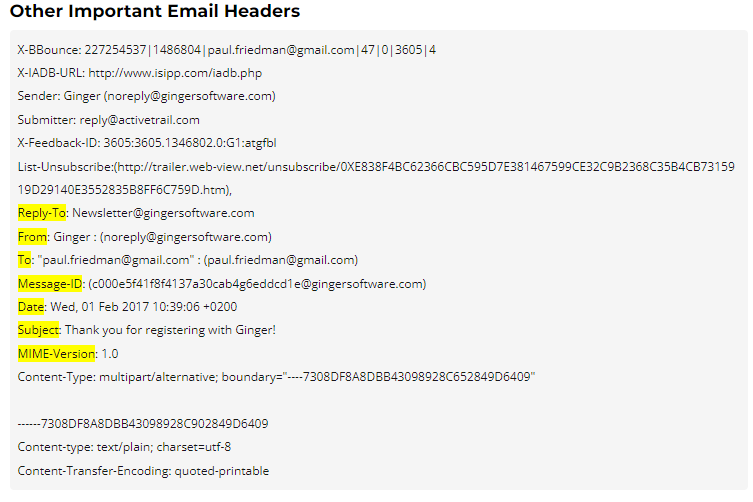 Other Important Email Headers
X-BBounce: 227254537|1486804|paul.friedman@gmail.com|47|0|3605|4
X-IADB-URL: http://www.isipp.com/iadb.php
Sender: Ginger (noreply@gingersoftware.com)
Submitter: reply@activetrail.com
X-Feedback-ID: 3605:3605.1346802.0:G1:atgfbl
List-Unsubscribe:(http://trailer.web-view.net/unsubscribe/0XE838F4BC62366CBC595D7E381467599CE32C9B2368C35B4CB73159
19D29140E3552835B8FF6C759D.htm),
Reply-To: Newsletter@gingersoftware.com
From: Ginger : (noreply@gingersoftware.com)
To: "paul.friedman@gmail.com" : (paul.friedman@gmail.com)
Message-ID: (c000e5f41f8f4137a30cab4g6eddcd1e@gingersoftware.com)
Date: Wed, 01 Feb 2017 10:39:06 +0200
Subject: Thank you for registering with Ginger!
MIME-Version: 1.0
Content-Type: multipart/alternative; boundary="----7308DF8A8DBB43098928C652849D6409"
------7308DF8A8DBB43098928C902849D6409
Content-type: text/plain; charset=utf-8
Content-Transfer-Encoding: quoted-printable